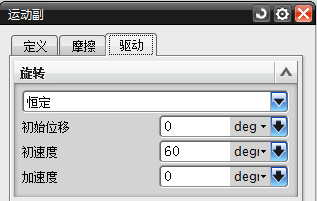 运动副
定义 摩擦 驱动
旋转
恒定
初始位移 0 deg
初速度 60 deg
加速度 0 deg